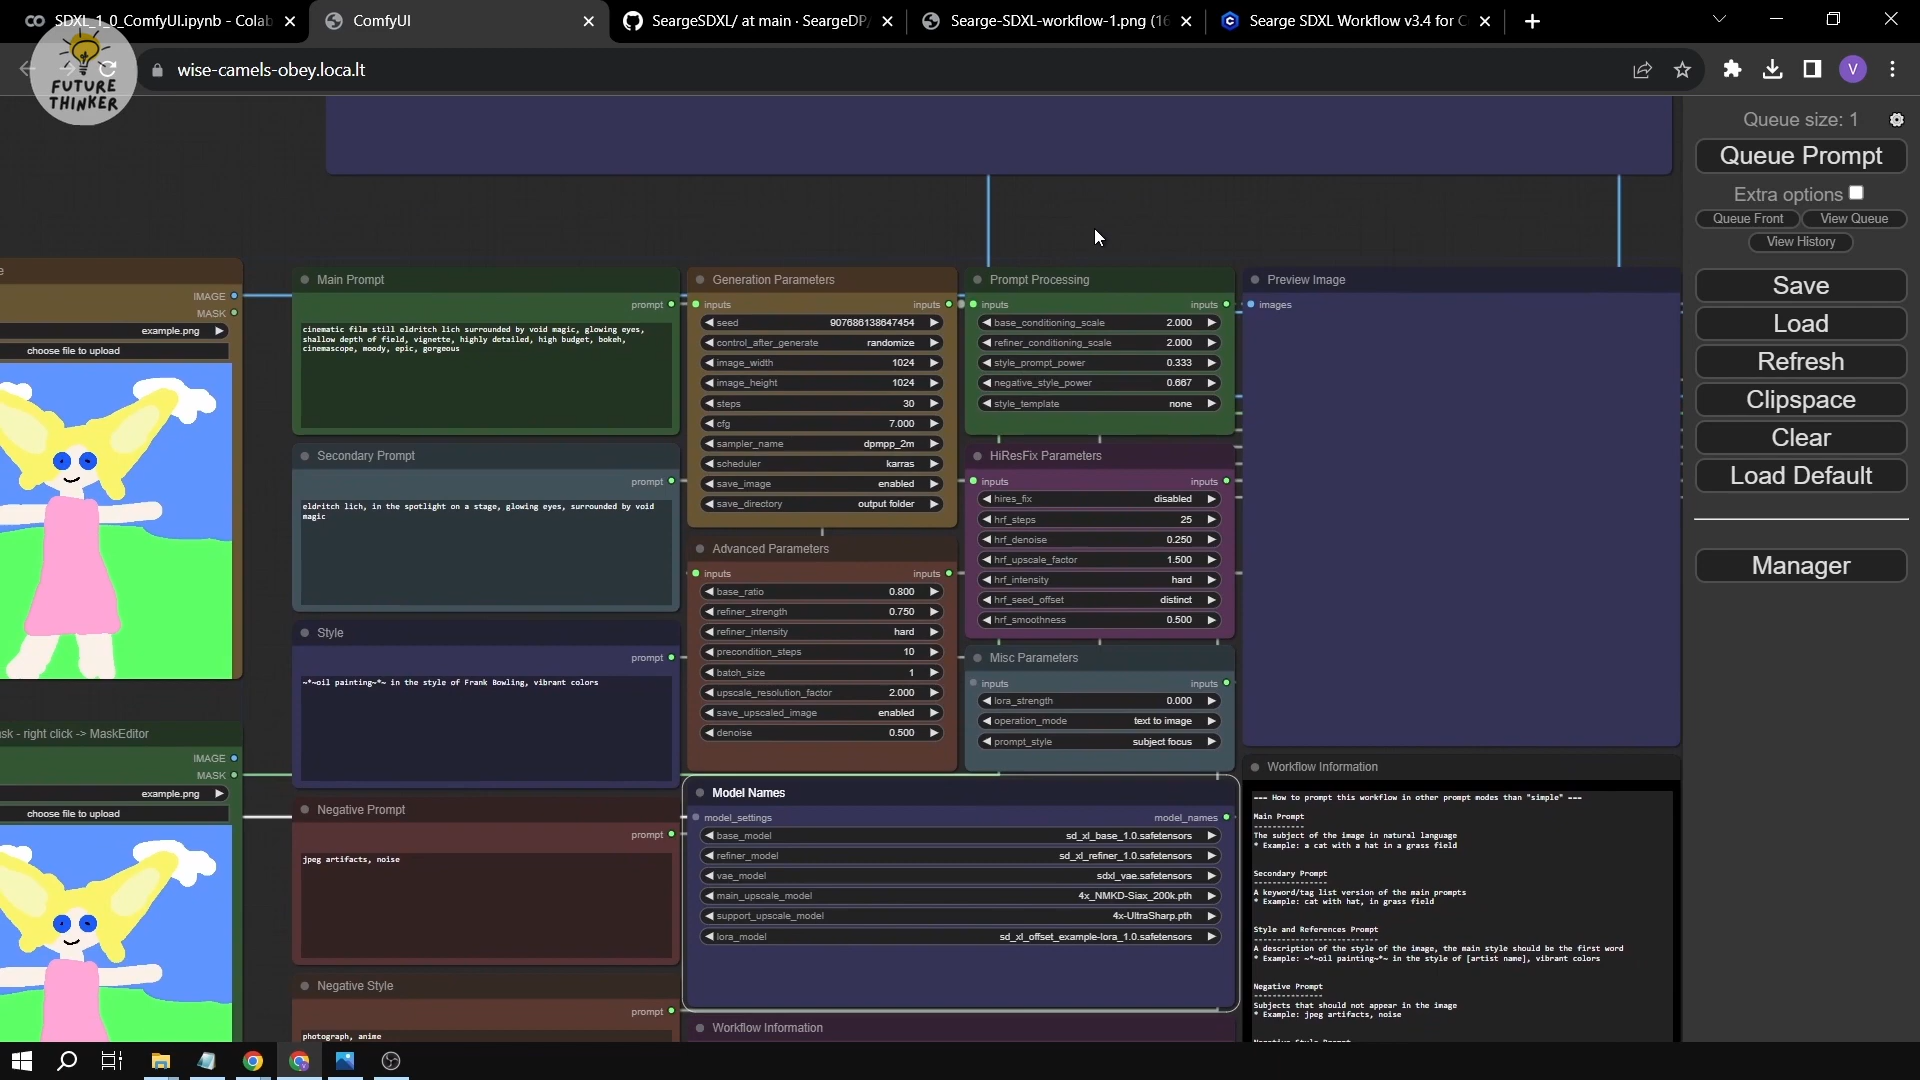 SDXL_1_0_ComfyUI.ipynb - Colab
ComfyUI
SeargeSDXL/ at main · SeargeDP/
Searge-SDXL-workflow-1.png (16
Searge SDXL Workflow v3.4 for C
wise-camels-obey.loca.lt
V
FUTURE
THINKER
Queue size: 1
Queue Prompt
Extra options
Queue Front
View Queue
View History
Save
Load
Refresh
Clipspace
Clear
Load Default
Manager
e
IMAGE
MASK
example.png
choose file to upload
sk - right click -> MaskEditor
IMAGE
MASK
example.png
choose file to upload
Main Prompt
prompt
cinematic film still eldritch lich surrounded by void magic, glowing eyes,
shallow depth of field, vignette, highly detailed, high budget, bokeh,
cinemascope, moody, epic, gorgeous
Secondary Prompt
prompt
eldritch lich, in the spotlight on a stage, glowing eyes, surrounded by void
magic
Style
prompt
~*~oil painting~*~ in the style of Frank Bowling, vibrant colors
Negative Prompt
prompt
jpeg artifacts, noise
Negative Style
prompt
photograph, anime
Generation Parameters
inputs inputs
seed 907686138647454
control_after_generate randomize
image_width 1024
image_height 1024
steps 30
cfg 7.000
sampler_name dpmpp_2m
scheduler karras
save_image enabled
save_directory output folder
Advanced Parameters
inputs inputs
base_ratio 0.800
refiner_strength 0.750
refiner_intensity hard
precondition_steps 10
batch_size 1
upscale_resolution_factor 2.000
save_upscaled_image enabled
denoise 0.500
Prompt Processing
inputs inputs
base_conditioning_scale 2.000
refiner_conditioning_scale 2.000
style_prompt_power 0.333
negative_style_power 0.667
style_template none
HiResFix Parameters
inputs inputs
hires_fix disabled
hrf_steps 25
hrf_denoise 0.250
hrf_upscale_factor 1.500
hrf_intensity hard
hrf_seed_offset distinct
hrf_smoothness 0.500
Misc Parameters
inputs inputs
lora_strength 0.000
operation_mode text to image
prompt_style subject focus
Model Names
model_settings model_names
base_model sd_xl_base_1.0.safetensors
refiner_model sd_xl_refiner_1.0.safetensors
vae_model sdxl_vae.safetensors
main_upscale_model 4x_NMKD-Siax_200k.pth
support_upscale_model 4x-UltraSharp.pth
lora_model sd_xl_offset_example-lora_1.0.safetensors
Workflow Information
Preview Image
images
Workflow Information
--- How to prompt this workflow in other prompt modes than "simple" ---
Main Prompt
-----------
The subject of the image in natural language
* Example: a cat with a hat in a grass field
Secondary Prompt
----------------
A keyword/tag list version of the main prompts
* Example: cat with hat, in grass field
Style and References Prompt
---------------------------
A description of the style of the image, the main style should be the first word
* Example: ~*~oil painting~*~ in the style of [artist name], vibrant colors
Negative Prompt
---------------
Subjects that should not appear in the image
* Example: jpeg artifacts, noise
Negative Style Prompt